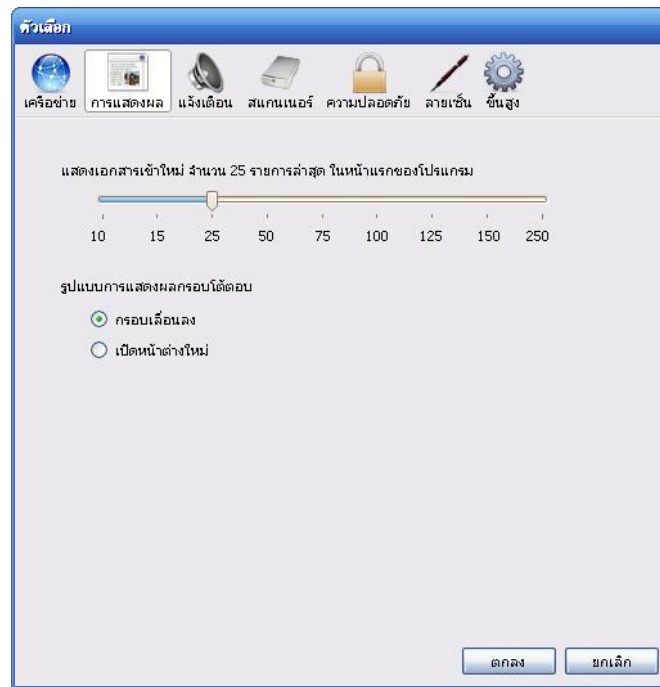 ตัวเลือก
เครือข่าย การแสดงผล แจ้งเตือน สแกนเนอร์ ความปลอดภัย ลายเซ็น ขั้นสูง
แสดงเอกสารเข้าใหม่ จำนวน 25 รายการล่าสุด ในหน้าแรกของโปรแกรม
10 15 25 50 75 100 125 150 250
รูปแบบการแสดงผลกรอบโต้ตอบ
กรอบเลื่อนลง
เปิดหน้าต่างใหม่
ตกลง ยกเลิก